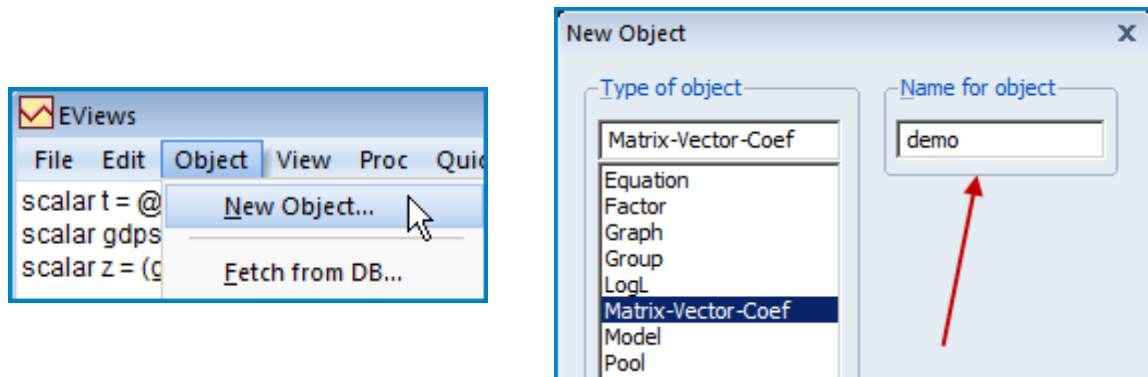 EViews
File Edit Object View Proc Quic
scalar t = @
scalar gdps
scalar z = (g
New Object...
Fetch from DB...
New Object
Type of object
Name for object
Matrix-Vector-Coef
demo
Equation
Factor
Graph
Group
LogL
Matrix-Vector-Coef
Model
Pool